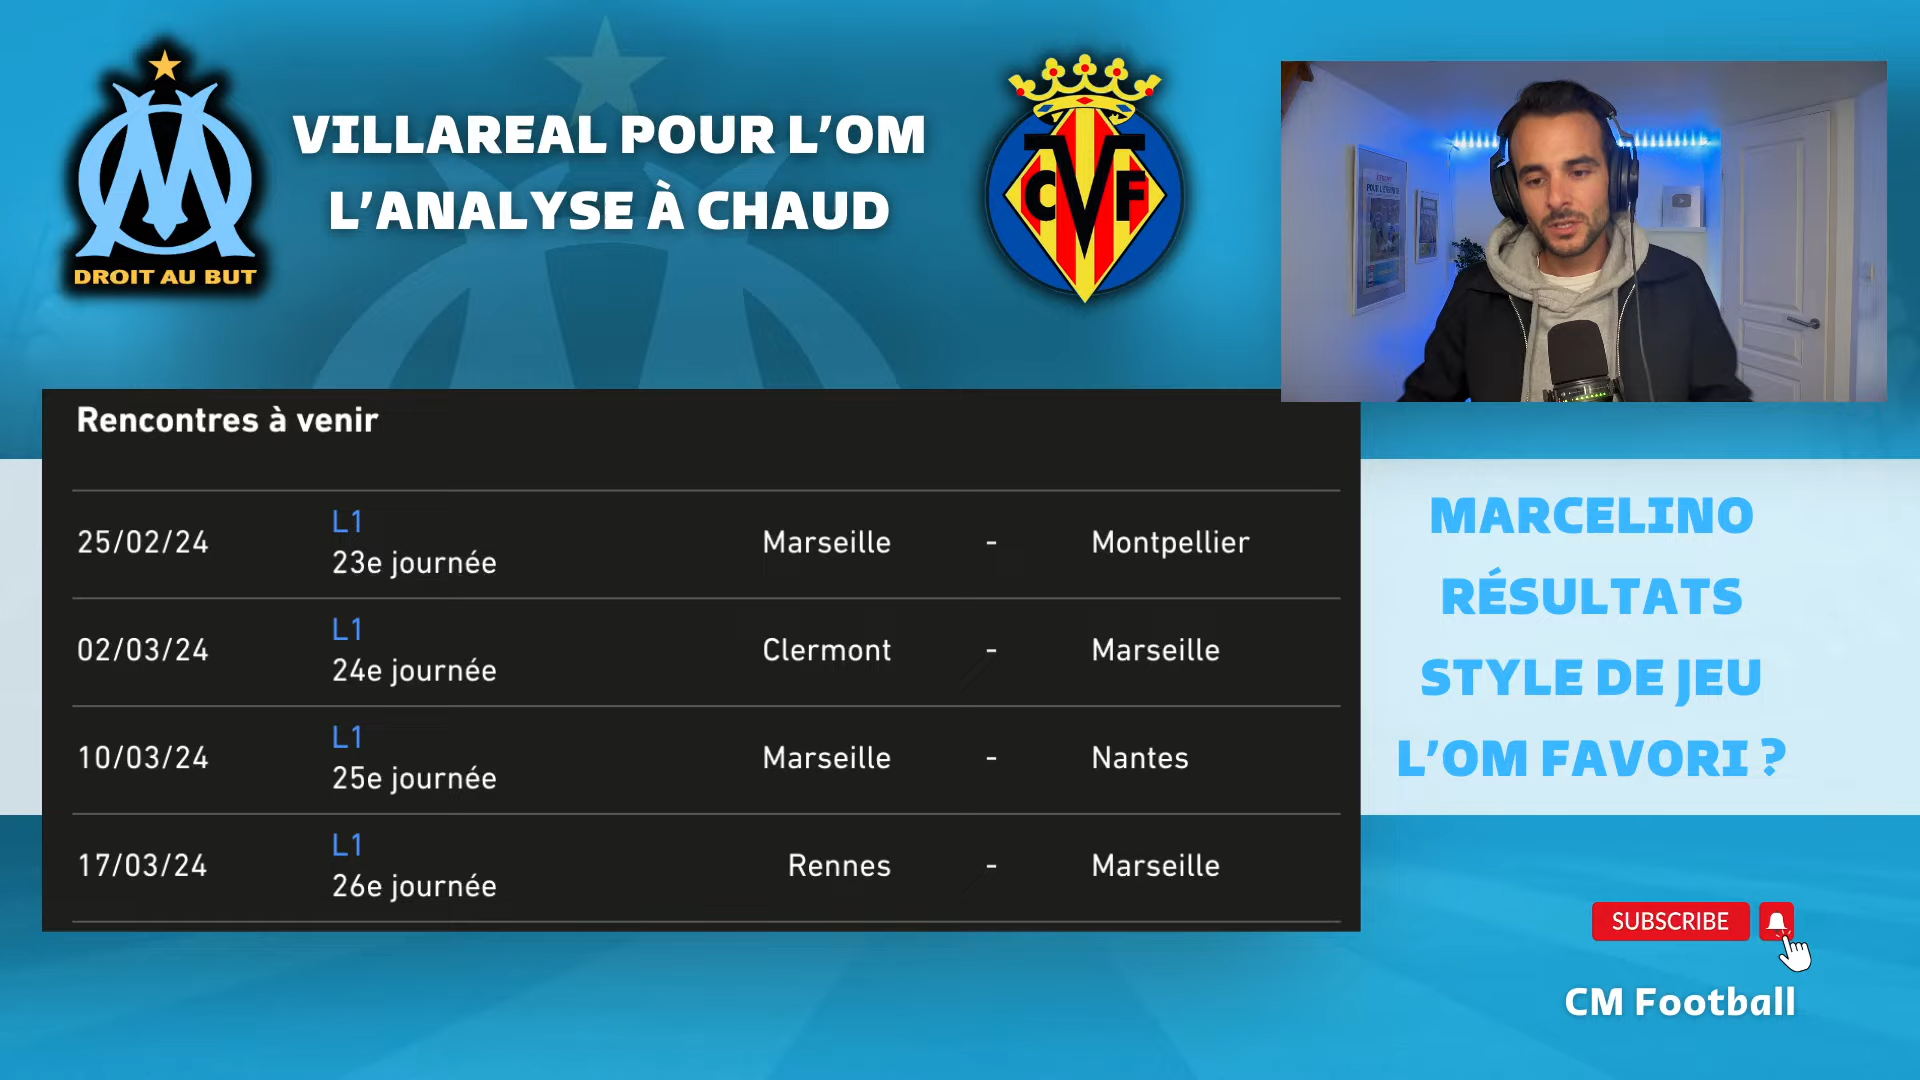 DROIT AU BUT
VILLAREAL POUR L'OM
L'ANALYSE À CHAUD
CVF
Rencontres à venir
25/02/24 L1 23e journée Marseille - Montpellier
02/03/24 L1 24e journée Clermont - Marseille
10/03/24 L1 25e journée Marseille - Nantes
17/03/24 L1 26e journée Rennes - Marseille
MARCELINO
RÉSULTATS
STYLE DE JEU
L'OM FAVORI ?
SUBSCRIBE
CM Football